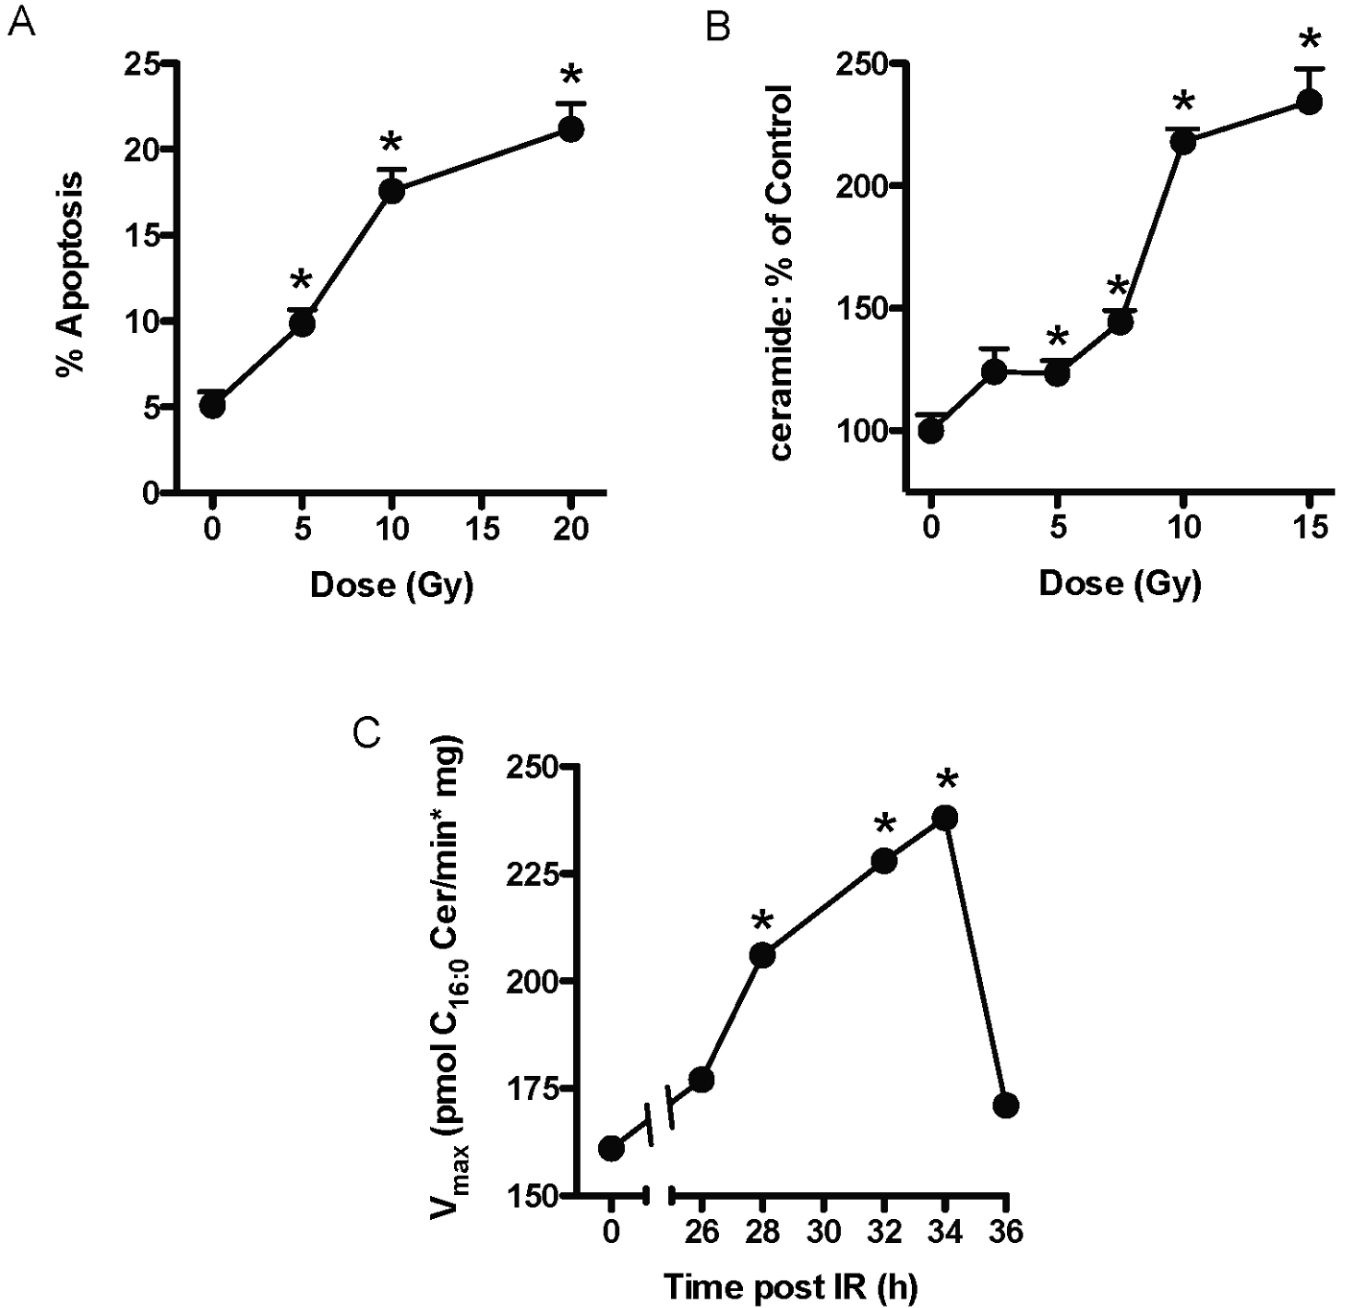 A
25
20
15
10
5
0
% Apoptosis
* * *
0 5 10 15 20
Dose (Gy)
B
250
200
150
100
ceramide: % of Control
* * * *
0 5 10 15
Dose (Gy)
C
250
225
200
175
150
Vmax (pmol C16:0 Cer/min* mg)
* * *
0 26 28 30 32 34 36
Time post IR (h)